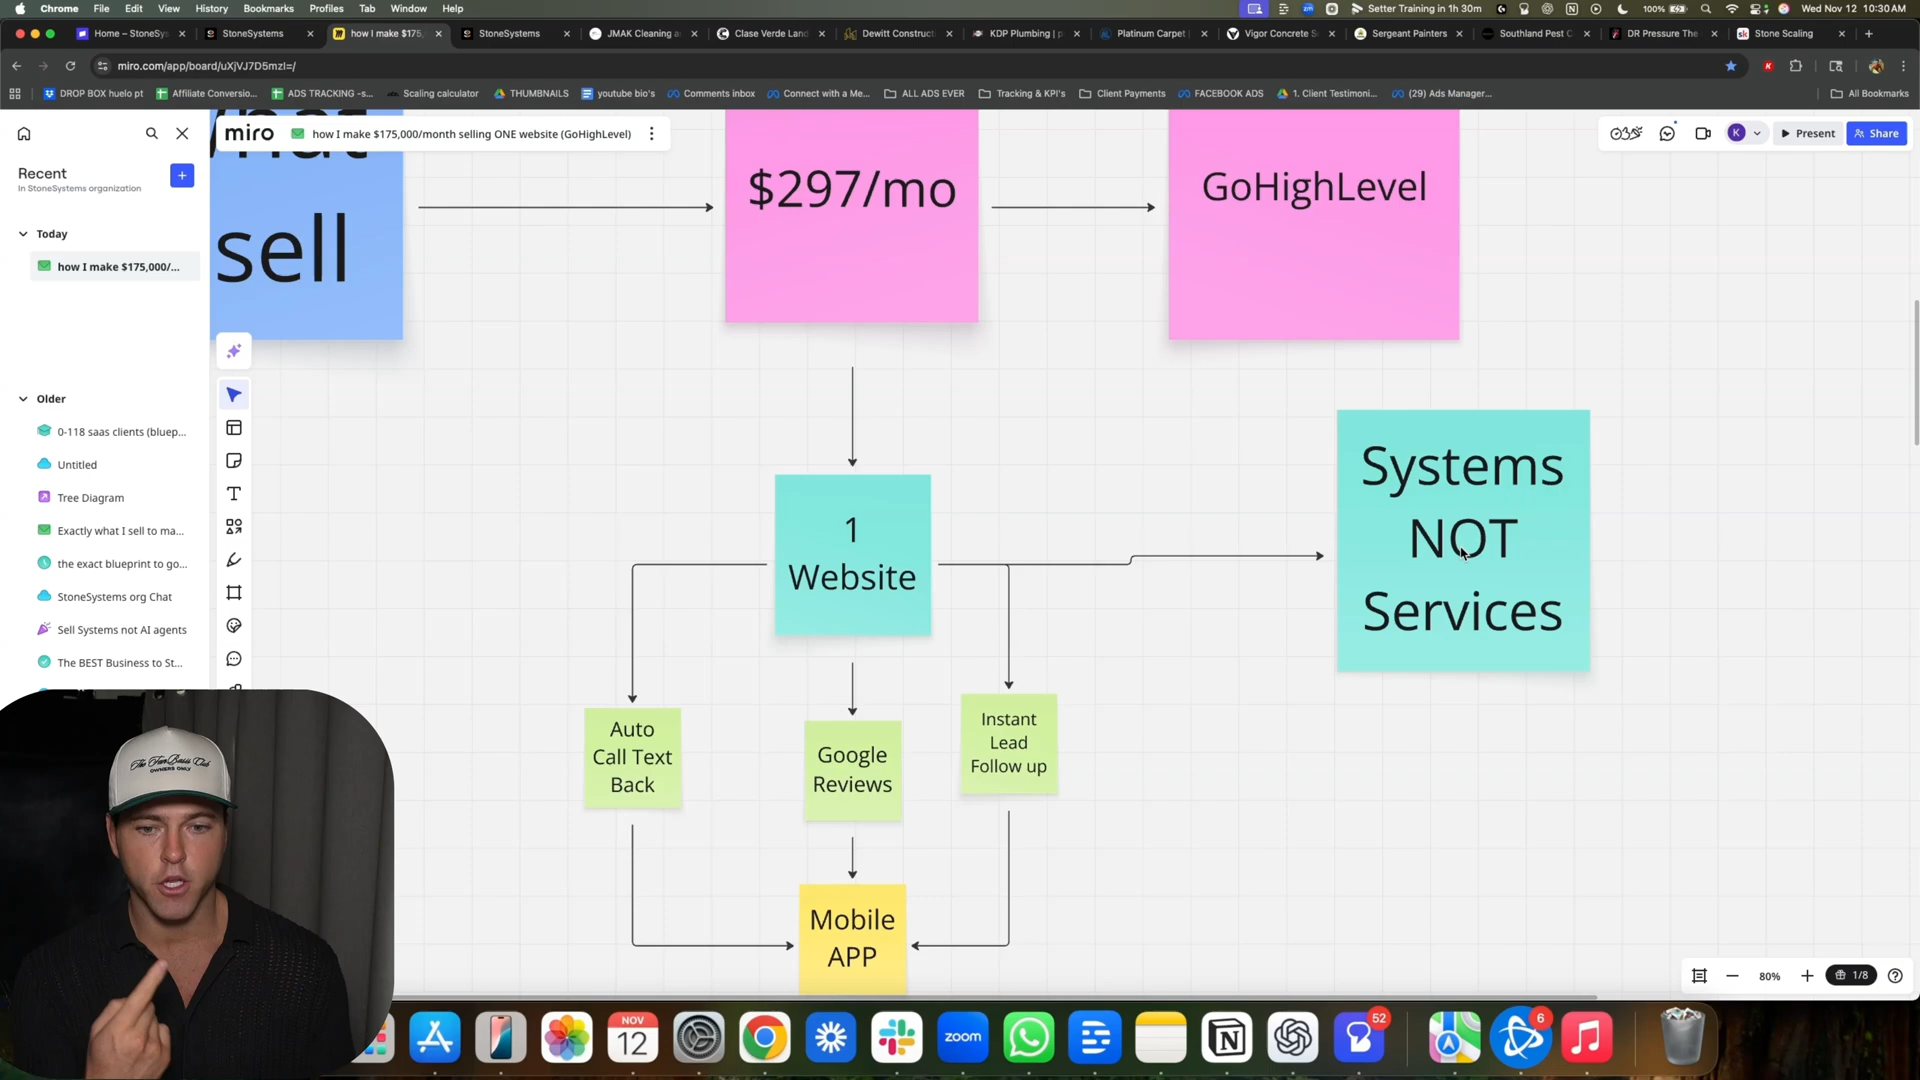 Chrome File Edit View History Bookmarks Profiles Tab Window Help
Setter Training in 1h 30m 100% Wed Nov 12 10:30 AM
Home – StoneSy... StoneSystems how I make $175, StoneSystems JMAK Cleaning a Clase Verde Land Dewitt Constructi KDP Plumbing | p Platinum Carpet Vigor Concrete S Sergeant Painters Southland Pest C DR Pressure The Stone Scaling
miro.com/app/board/uXjVJ7D5mzI=/
DROP BOX huelo pt Affiliate Conversio... ADS TRACKING -s... Scaling calculator THUMBNAILS youtube bio's Comments inbox Connect with a Me... ALL ADS EVER Tracking & KPI's Client Payments FACEBOOK ADS 1. Client Testimoni... (29) Ads Manager... All Bookmarks
miro how I make $175,000/month selling ONE website (GoHighLevel)
K Present Share
Recent
In StoneSystems organization
Today
how I make $175,000/...
Older
0-118 saas clients (bluep...
Untitled
Tree Diagram
Exactly what I sell to ma...
the exact blueprint to go...
StoneSystems org Chat
Sell Systems not AI agents
The BEST Business to St...
sell
$297/mo
GoHighLevel
1
Website
Systems
NOT
Services
Auto
Call Text
Back
Google
Reviews
Instant
Lead
Follow up
Mobile
APP
80% 1/8
The FanBasis Club
OWNERS ONLY
NOV
12
zoom
52
6